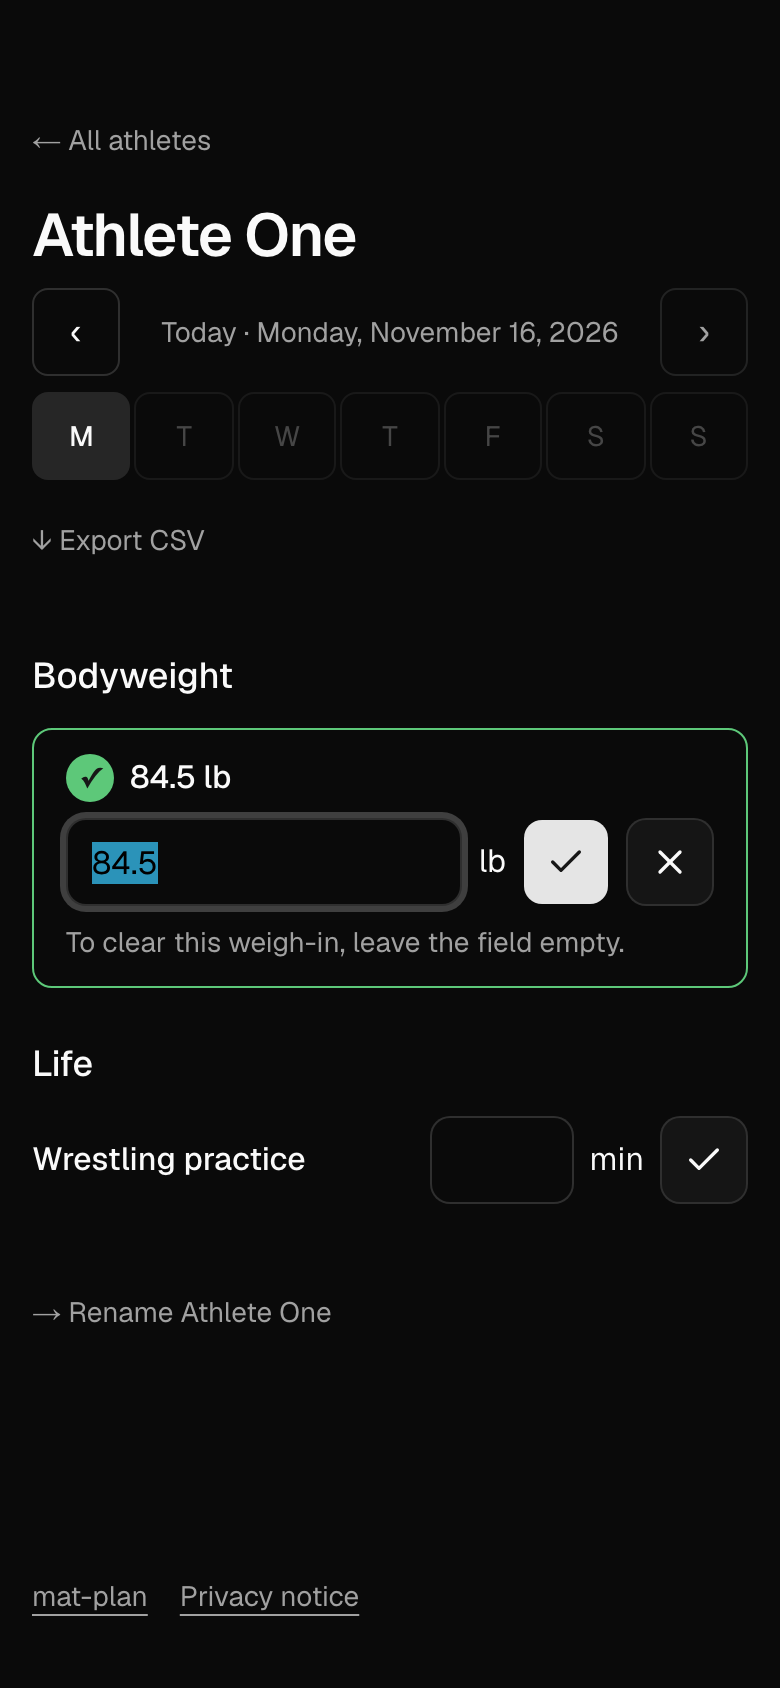 ← All athletes
Athlete One
‹ Today · Monday, November 16, 2026 ›
M T W T F S S
↓ Export CSV
Bodyweight
✓ 84.5 lb
84.5 lb ✓ ✕
To clear this weigh-in, leave the field empty.
Life
Wrestling practice min ✓
→ Rename Athlete One
mat-plan Privacy notice